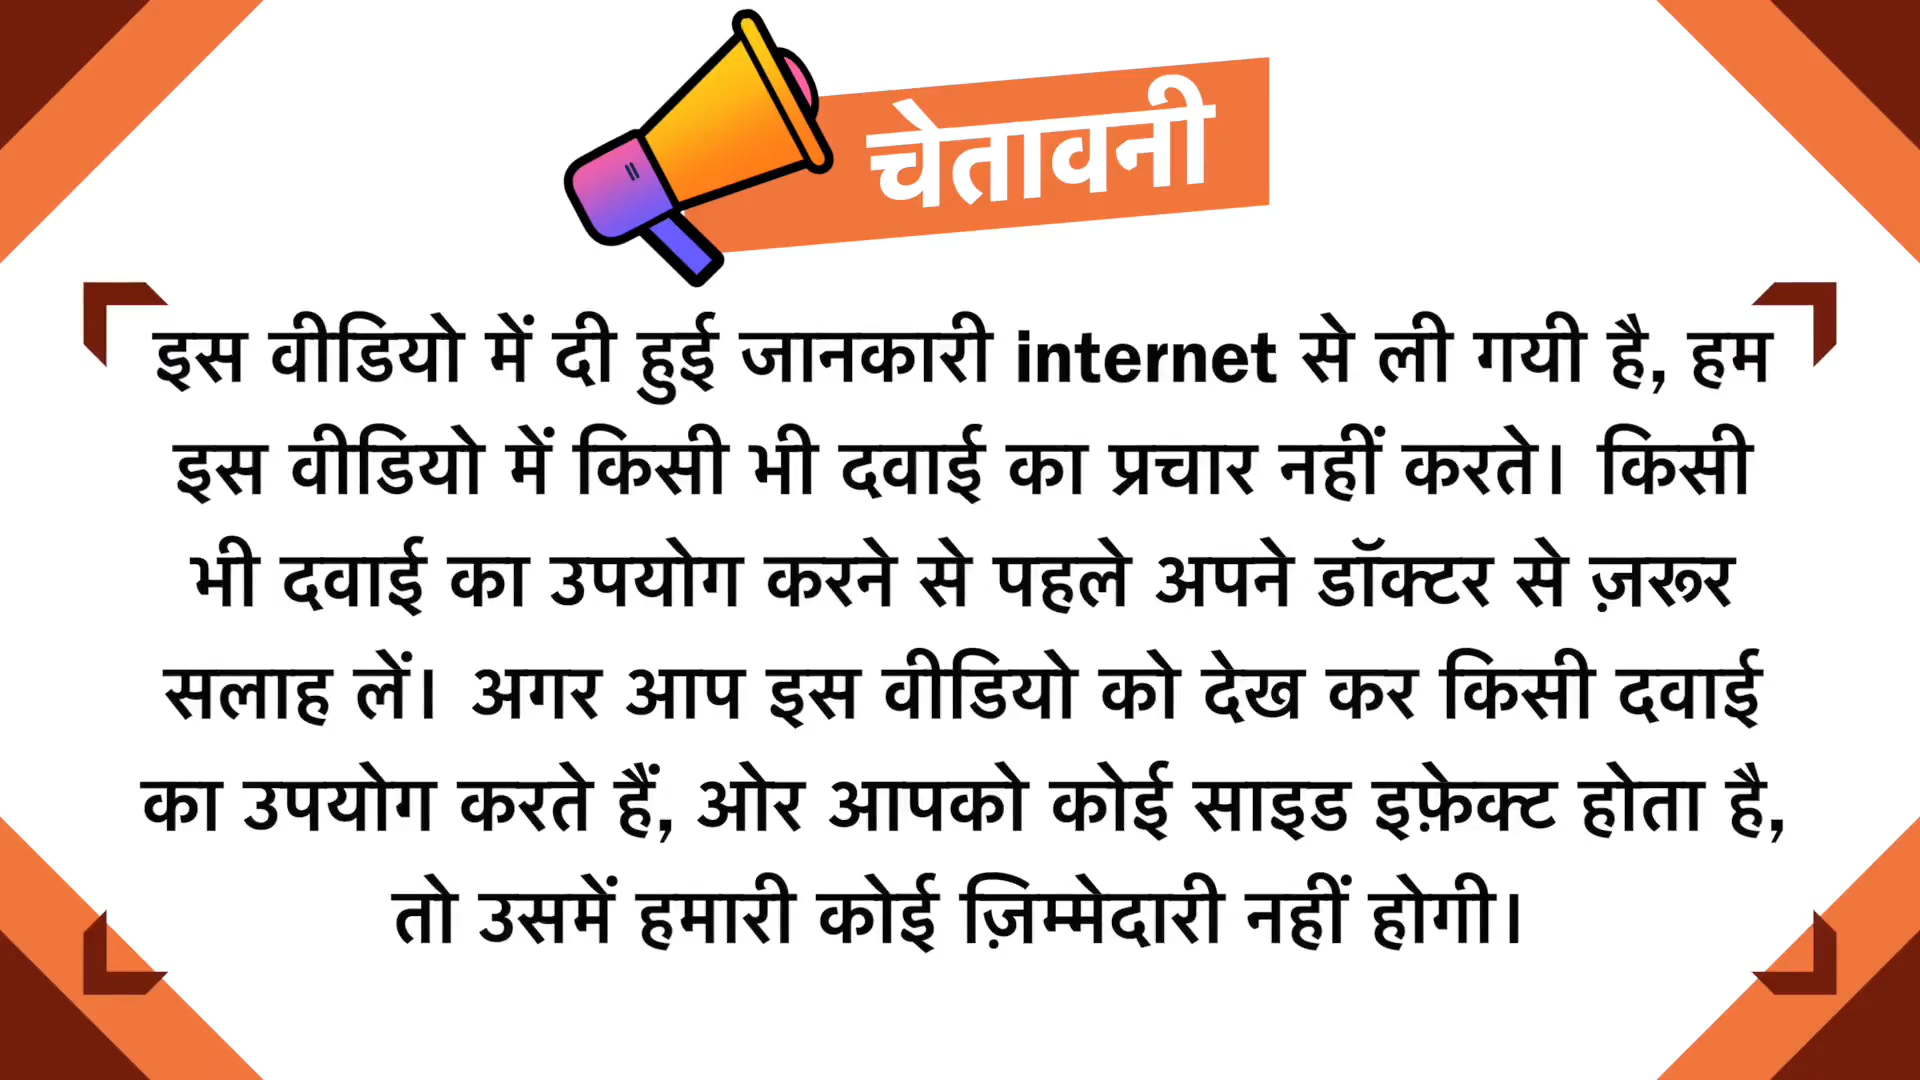 चेतावनी
इस वीडियो में दी हुई जानकारी internet से ली गयी है, हम
इस वीडियो में किसी भी दवाई का प्रचार नहीं करते। किसी
भी दवाई का उपयोग करने से पहले अपने डॉक्टर से ज़रूर
सलाह लें। अगर आप इस वीडियो को देख कर किसी दवाई
का उपयोग करते हैं, ओर आपको कोई साइड इफ़ेक्ट होता है,
तो उसमें हमारी कोई ज़िम्मेदारी नहीं होगी।